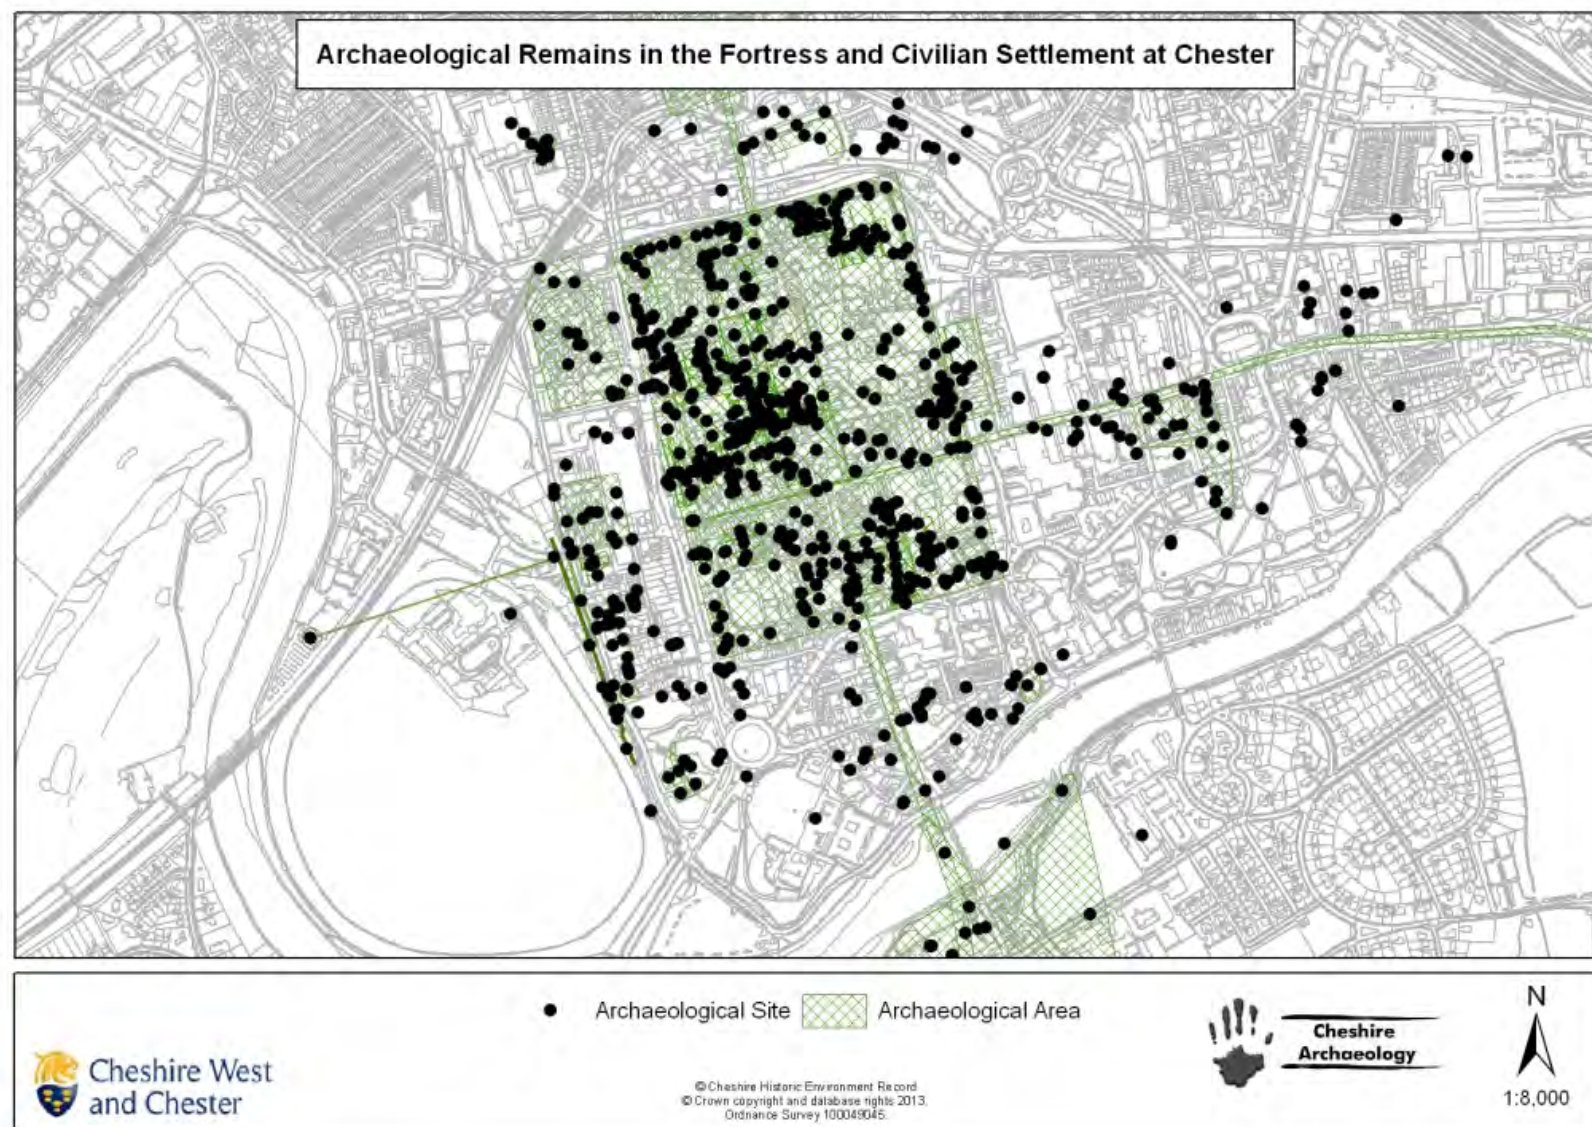 Archaeological Remains in the Fortress and Civilian Settlement at Chester
Archaeological Site
Archaeological Area
Cheshire West
and Chester
© Cheshire Historic Environment Record
© Crown copyright and database rights 2013.
Ordnance Survey 100049045.
Cheshire
Archaeology
N
1:8,000